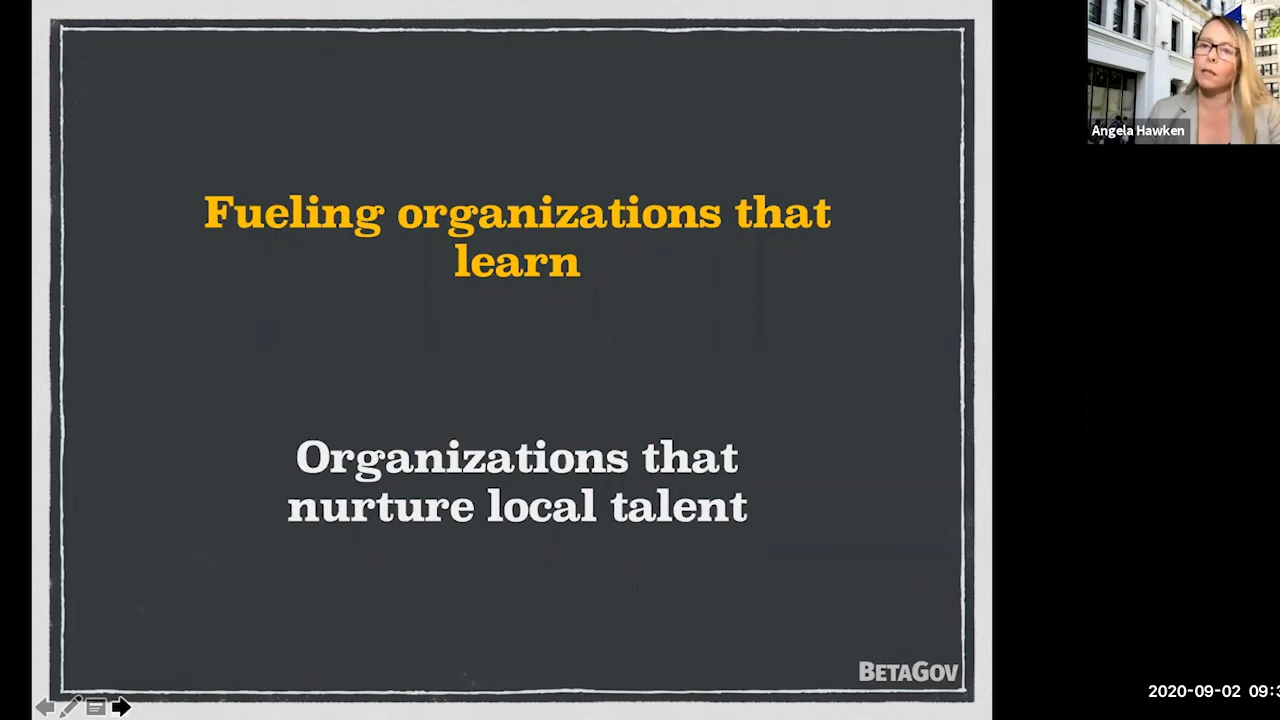 Fueling organizations that
learn
Organizations that
nurture local talent
BETAGOV
Angela Hawken
2020-09-02 09:3